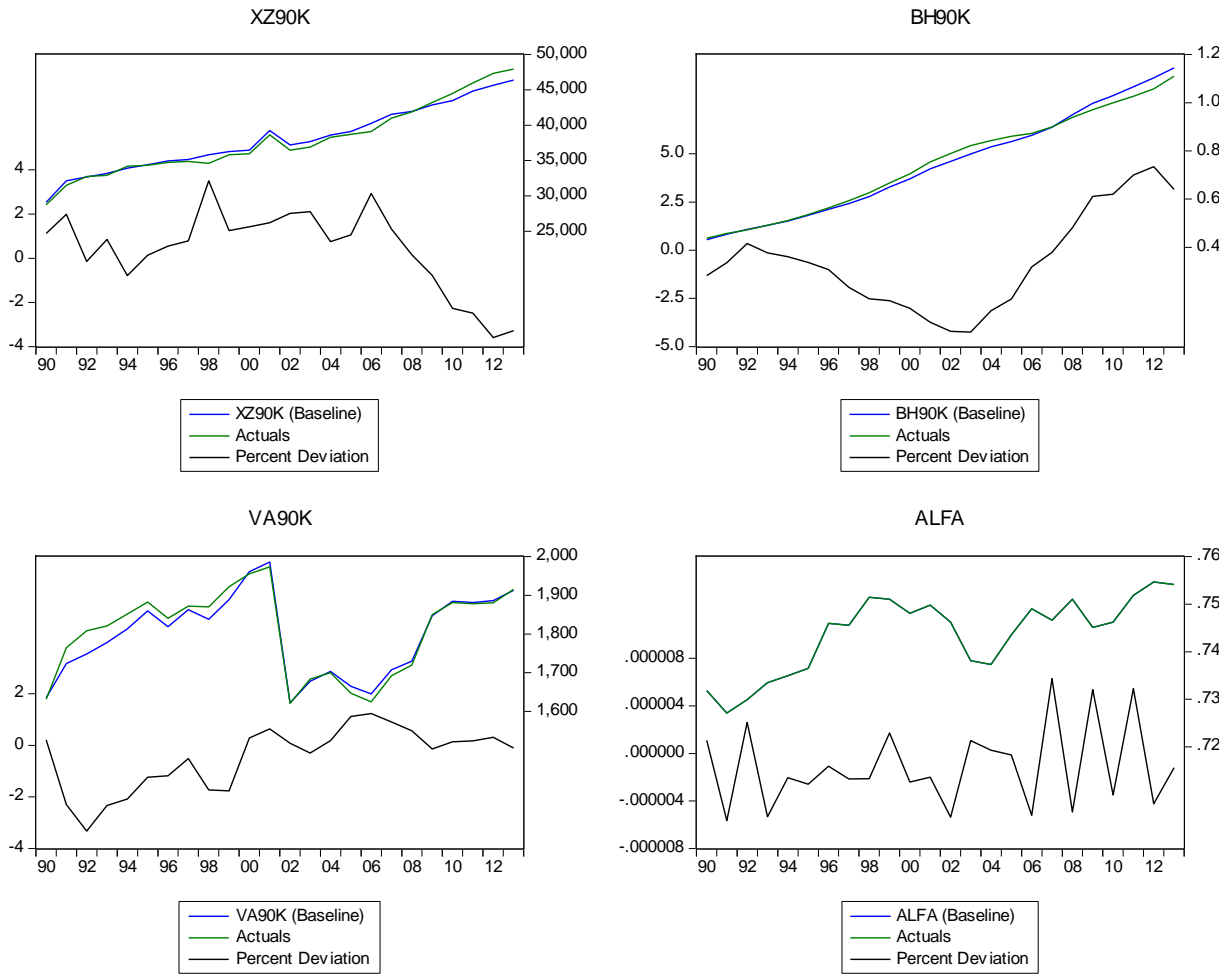 XZ90K
50,000
45,000
40,000
35,000
30,000
25,000
4
2
0
-2
-4
90 92 94 96 98 00 02 04 06 08 10 12
XZ90K (Baseline)
Actuals
Percent Deviation
BH90K
1.2
1.0
0.8
0.6
0.4
5.0
2.5
0.0
-2.5
-5.0
90 92 94 96 98 00 02 04 06 08 10 12
BH90K (Baseline)
Actuals
Percent Deviation
VA90K
2,000
1,900
1,800
1,700
1,600
2
0
-2
-4
90 92 94 96 98 00 02 04 06 08 10 12
VA90K (Baseline)
Actuals
Percent Deviation
ALFA
.76
.75
.74
.73
.72
.000008
.000004
.000000
-.000004
-.000008
90 92 94 96 98 00 02 04 06 08 10 12
ALFA (Baseline)
Actuals
Percent Deviation